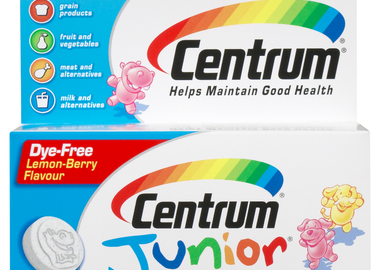 grain
products
fruit and
vegetables
meat and
alternatives
milk and
alternatives
Centrum®
Helps Maintain Good Health
Dye-Free
Lemon-Berry
Flavour
Centrum®
Junior®